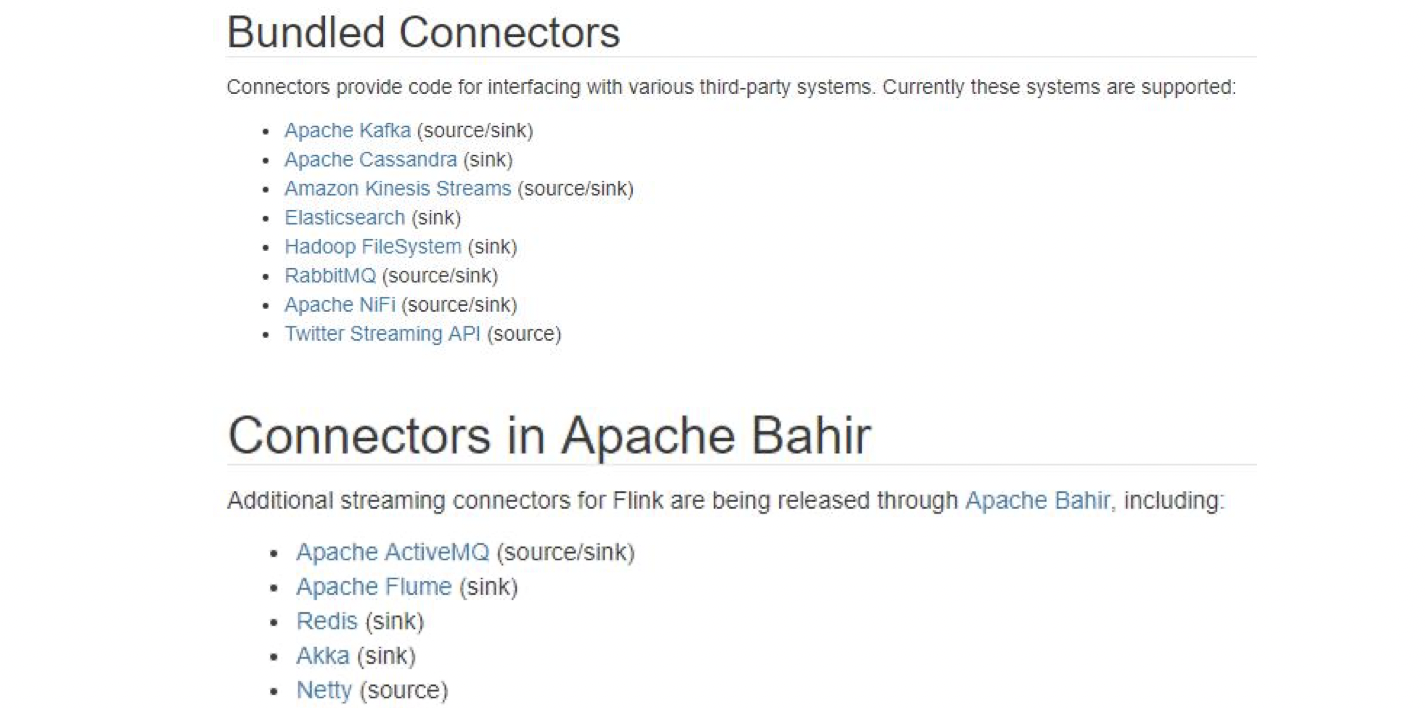 Bundled Connectors
Connectors provide code for interfacing with various third-party systems. Currently these systems are supported:
• Apache Kafka (source/sink)
• Apache Cassandra (sink)
• Amazon Kinesis Streams (source/sink)
• Elasticsearch (sink)
• Hadoop FileSystem (sink)
• RabbitMQ (source/sink)
• Apache NiFi (source/sink)
• Twitter Streaming API (source)
Connectors in Apache Bahir
Additional streaming connectors for Flink are being released through Apache Bahir, including:
• Apache ActiveMQ (source/sink)
• Apache Flume (sink)
• Redis (sink)
• Akka (sink)
• Netty (source)